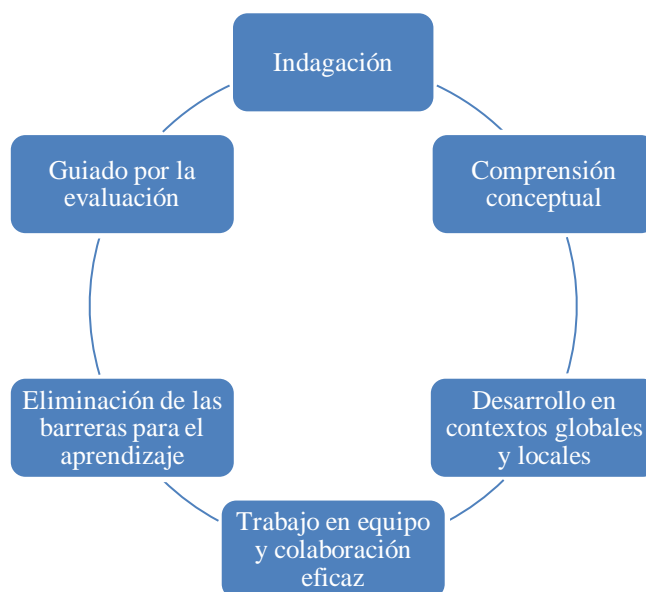 Indagación
Comprensión
conceptual
Desarrollo en
contextos globales
y locales
Trabajo en equipo
y colaboración
eficaz
Eliminación de las
barreras para el
aprendizaje
Guiado por la
evaluación